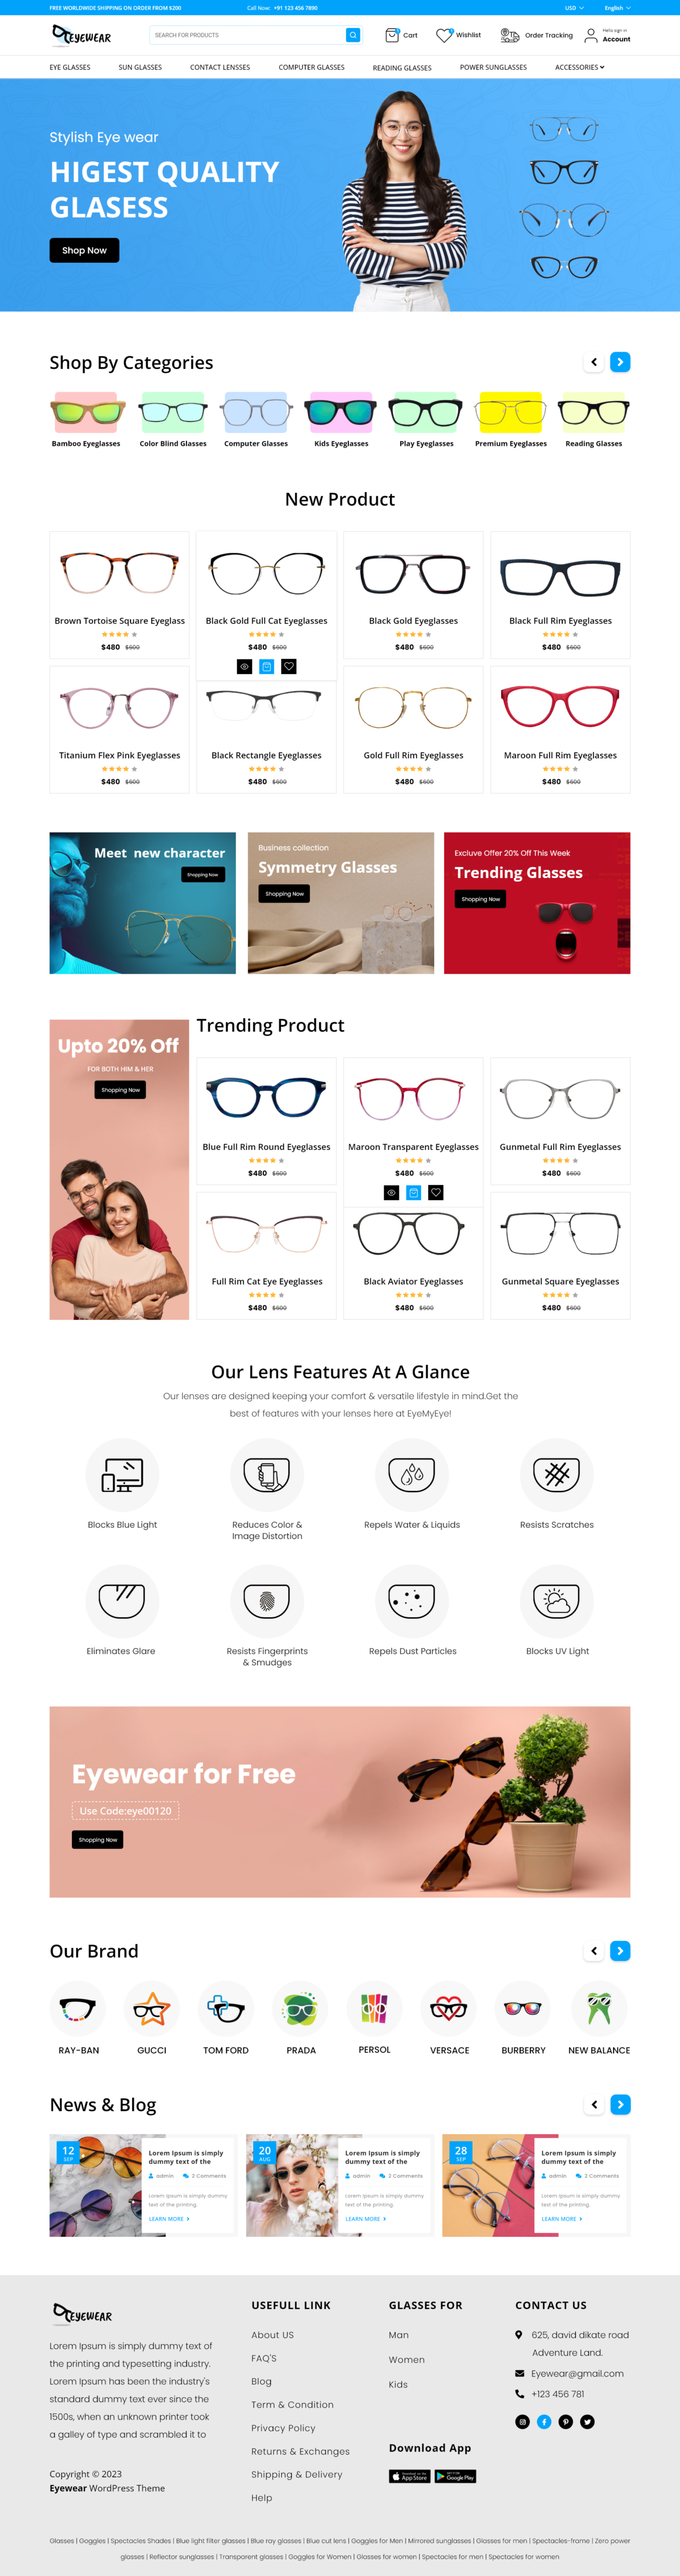 FREE WORLDWIDE SHIPPING ON ORDER FROM $200
Call Now: +91 123 456 7890
USD
English
EYEWEAR
SEARCH FOR PRODUCTS
Cart
Wishlist
Order Tracking
Hello sign in
Account
EYE GLASSES
SUN GLASSES
CONTACT LENSSES
COMPUTER GLASSES
READING GLASSES
POWER SUNGLASSES
ACCESSORIES
Stylish Eye wear
HIGEST QUALITY
GLASESS
Shop Now
Shop By Categories
Bamboo Eyeglasses
Color Blind Glasses
Computer Glasses
Kids Eyeglasses
Play Eyeglasses
Premium Eyeglasses
Reading Glasses
New Product
Brown Tortoise Square Eyeglass
$480 $600
Black Gold Full Cat Eyeglasses
$480 $600
Black Gold Eyeglasses
$480 $600
Black Full Rim Eyeglasses
$480 $600
Titanium Flex Pink Eyeglasses
$480 $600
Black Rectangle Eyeglasses
$480 $600
Gold Full Rim Eyeglasses
$480 $600
Maroon Full Rim Eyeglasses
$480 $600
Meet new character
Shopping Now
Business collection
Symmetry Glasses
Shopping Now
Excluve Offer 20% Off This Week
Trending Glasses
Shopping Now
Upto 20% Off
FOR BOTH HIM & HER
Shopping Now
Trending Product
Blue Full Rim Round Eyeglasses
$480 $600
Maroon Transparent Eyeglasses
$480 $600
Gunmetal Full Rim Eyeglasses
$480 $600
Full Rim Cat Eye Eyeglasses
$480 $600
Black Aviator Eyeglasses
$480 $600
Gunmetal Square Eyeglasses
$480 $600
Our Lens Features At A Glance
Our lenses are designed keeping your comfort & versatile lifestyle in mind.Get the
best of features with your lenses here at EyeMyEye!
Blocks Blue Light
Reduces Color &
Image Distortion
Repels Water & Liquids
Resists Scratches
Eliminates Glare
Resists Fingerprints
& Smudges
Repels Dust Particles
Blocks UV Light
Eyewear for Free
Use Code:eye00120
Shopping Now
Our Brand
RAY-BAN
GUCCI
TOM FORD
PRADA
PERSOL
VERSACE
BURBERRY
NEW BALANCE
News & Blog
12
SEP
Lorem Ipsum is simply
dummy text of the
admin 2 Comments
Lorem Ipsum is simply dummy
text of the printing.
LEARN MORE
20
AUG
Lorem Ipsum is simply
dummy text of the
admin 2 Comments
Lorem Ipsum is simply dummy
text of the printing.
LEARN MORE
28
SEP
Lorem Ipsum is simply
dummy text of the
admin 2 Comments
Lorem Ipsum is simply dummy
text of the printing.
LEARN MORE
EYEWEAR
Lorem Ipsum is simply dummy text of
the printing and typesetting industry.
Lorem Ipsum has been the industry's
standard dummy text ever since the
1500s, when an unknown printer took
a galley of type and scrambled it to
Copyright © 2023
Eyewear WordPress Theme
USEFULL LINK
About US
FAQ'S
Blog
Term & Condition
Privacy Policy
Returns & Exchanges
Shipping & Delivery
Help
GLASSES FOR
Man
Women
Kids
Download App
App Store
Google Play
CONTACT US
625, david dikate road
Adventure Land.
Eyewear@gmail.com
+123 456 781
Glasses | Goggles | Spectacles Shades | Blue light filter glasses | Blue ray glasses | Blue cut lens | Goggles for Men | Mirrored sunglasses | Glasses for men | Spectacles-frame | Zero power
glasses | Reflector sunglasses | Transparent glasses | Goggles for Women | Glasses for women | Spectacles for men | Spectacles for women